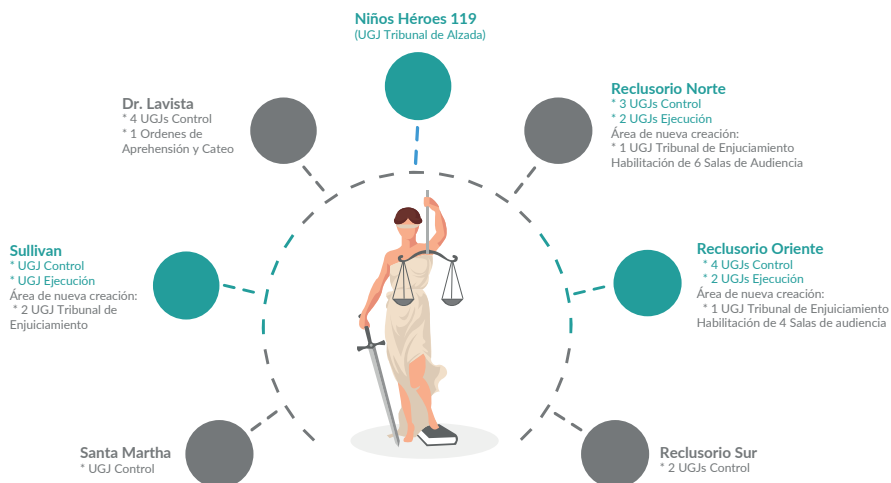 Niños Héroes 119
(UGJ Tribunal de Alzada)
Dr. Lavista
* 4 UGJs Control
* 1 Ordenes de
Aprehensión y Cateo
Reclusorio Norte
* 3 UGJs Control
* 2 UGJs Ejecución
Área de nueva creación:
* 1 UGJ Tribunal de Enjuiciamiento
Habilitación de 6 Salas de Audiencia
Sullivan
* UGJ Control
* UGJ Ejecución
Área de nueva creación:
* 2 UGJ Tribunal de
Enjuiciamiento
Reclusorio Oriente
* 4 UGJs Control
* 2 UGJs Ejecución
Área de nueva creación:
* 1 UGJ Tribunal de Enjuiciamiento
Habilitación de 4 Salas de audiencia
Santa Martha
* UGJ Control
Reclusorio Sur
* 2 UGJs Control